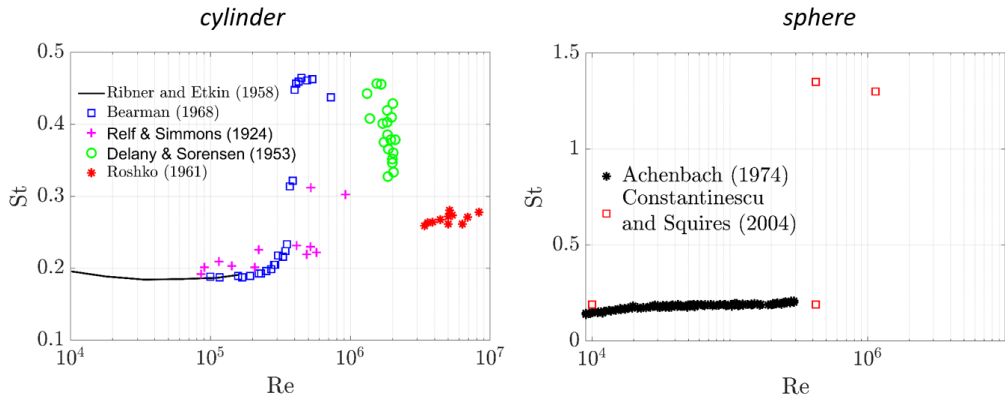 cylinder
sphere
0.5
0.4
0.3
0.2
0.1
St
Ribner and Etkin (1958)
Bearman (1968)
Relf & Simmons (1924)
Delany & Sorensen (1953)
Roshko (1961)
10^4
10^5
10^6
10^7
Re
1.5
1
0.5
0
St
Achenbach (1974)
Constantinescu
and Squires (2004)
10^4
10^6
Re